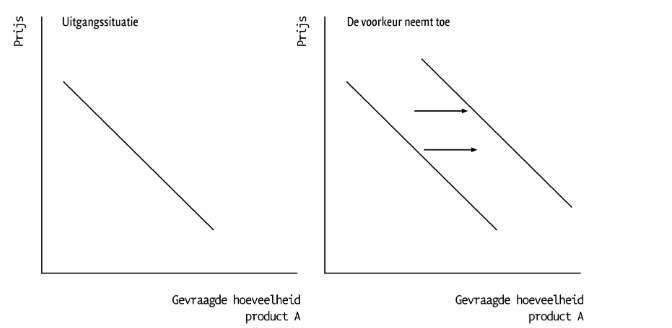 Prijs
Uitgangssituatie
Gevraagde hoeveelheid
product A
Prijs
De voorkeur neemt toe
Gevraagde hoeveelheid
product A